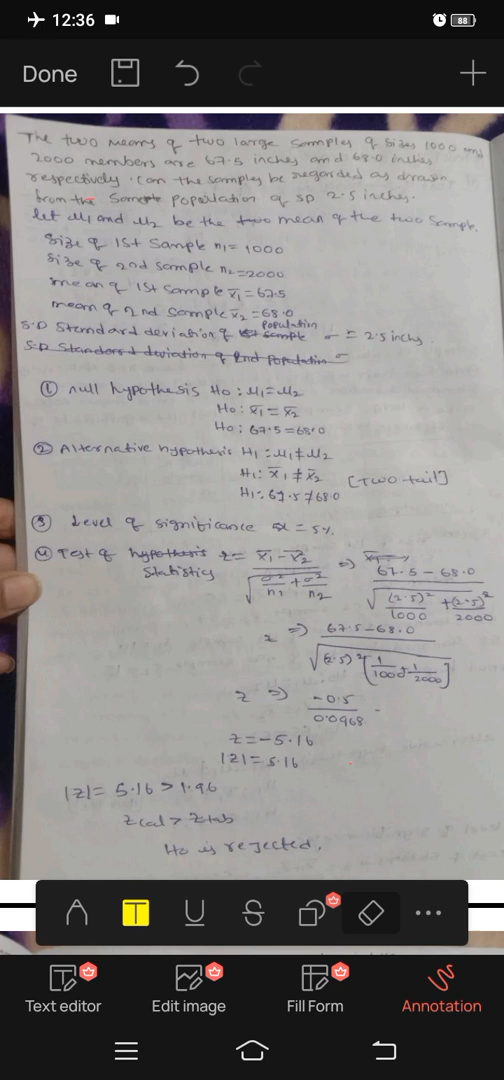 12:36
88
Done
The two means of two large samples of sizes 1000 and
2000 members are 67.5 inches and 68.0 inches
respectively. Can the samples be regarded as drawn
from the same population of SD 2.5 inches.
let μ1 and μ2 be the two mean of the two sample.
Size of 1st Sample n1 = 1000
Size of 2nd sample n2 = 2000
mean of 1st sample x̄1 = 67.5
mean of 2nd sample x̄2 = 68.0
S.D Standard deviation of population σ = 2.5 inchs
S.D Standard deviation of 2nd population σ
① null hypothesis H0 : μ1 = μ2
H0: x̄1 = x̄2
H0: 67.5 = 68.0
② Alternative hypothesis H1 : μ1 ≠ μ2
H1: x̄1 ≠ x̄2 [TWO tail]
H1: 67.5 ≠ 68.0
③ Level of significance α = 5%
④ Test of hypothesis Statistics z = (x̄1 - x̄2) / √(σ²/n1 + σ²/n2) ⇒ (67.5 - 68.0) / √((2.5)²/1000 + (2.5)²/2000)
z ⇒ (67.5 - 68.0) / √((2.5)² [1/1000 + 1/2000])
z ⇒ -0.5 / 0.0968
z = -5.16
|z| = 5.16
|z| = 5.16 > 1.96
Zcal > Ztab
H0 is rejected.
T
U
S
Text editor
Edit image
Fill Form
Annotation